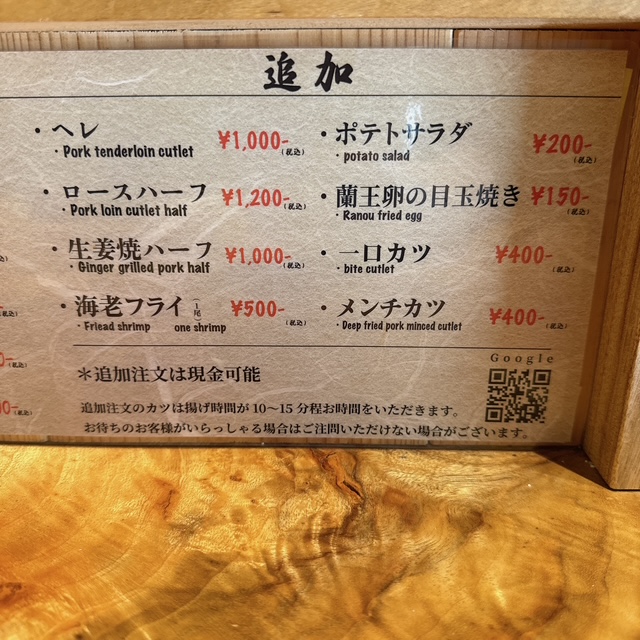 追加
・ヘレ ¥1,000-(税込)
・Pork tenderloin cutlet
・ロースハーフ ¥1,200-(税込)
・Pork loin cutlet half
・生姜焼ハーフ ¥1,000-(税込)
・Ginger grilled pork half
・海老フライ(1尾) ¥500-(税込)
・Friead shrimp one shrimp
・ポテトサラダ ¥200-(税込)
・potato salad
・蘭王卵の目玉焼き ¥150-(税込)
・Ranou fried egg
・一口カツ ¥400-(税込)
・bite cutlet
・メンチカツ ¥400-(税込)
・Deep fried pork minced cutlet
＊追加注文は現金可能
追加注文のカツは揚げ時間が10～15分程お時間をいただきます。
お待ちのお客様がいらっしゃる場合はご注問いただけない場合がございます。
Google